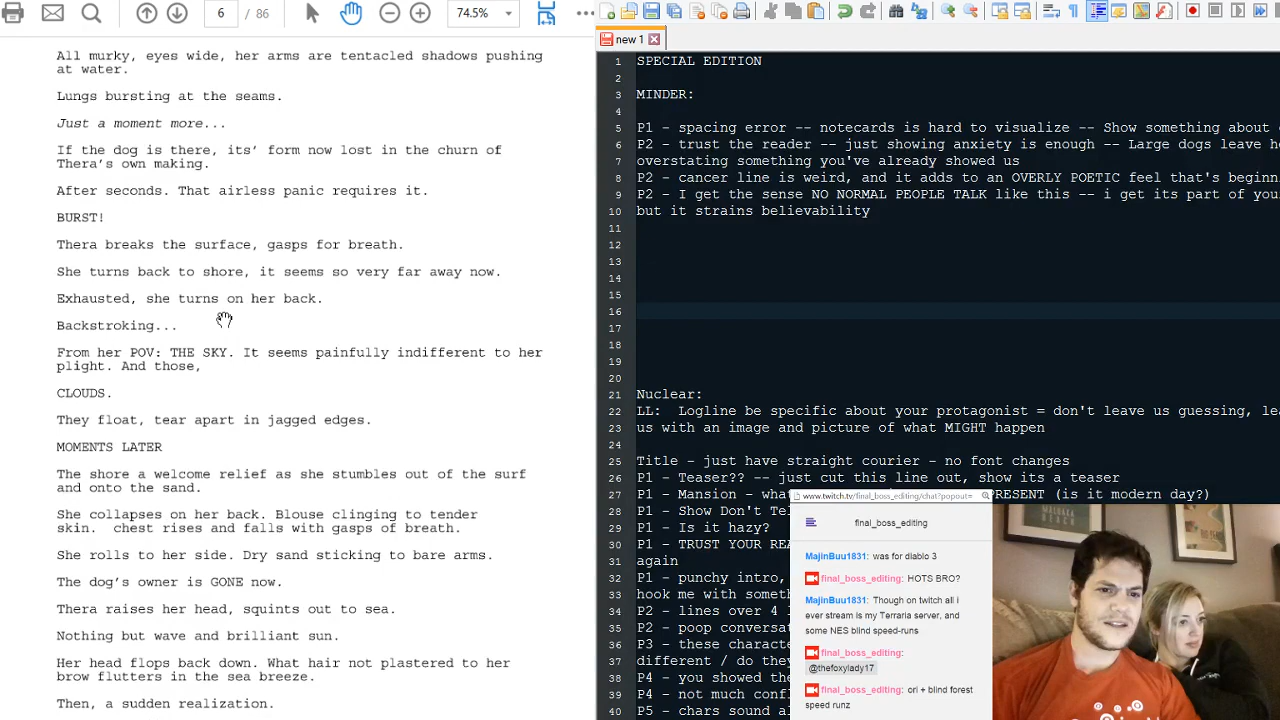 6 / 86
74.5%
All murky, eyes wide, her arms are tentacled shadows pushing
at water.
Lungs bursting at the seams.
Just a moment more...
If the dog is there, its’ form now lost in the churn of
Thera’s own making.
After seconds. That airless panic requires it.
BURST!
Thera breaks the surface, gasps for breath.
She turns back to shore, it seems so very far away now.
Exhausted, she turns on her back.
Backstroking...
From her POV: THE SKY. It seems painfully indifferent to her
plight. And those,
CLOUDS.
They float, tear apart in jagged edges.
MOMENTS LATER
The shore a welcome relief as she stumbles out of the surf
and onto the sand.
She collapses on her back. Blouse clinging to tender
skin.  chest rises and falls with gasps of breath.
She rolls to her side. Dry sand sticking to bare arms.
The dog’s owner is GONE now.
Thera raises her head, squints out to sea.
Nothing but wave and brilliant sun.
Her head flops back down. What hair not plastered to her
brow flutters in the sea breeze.
Then, a sudden realization.
new 1
1 SPECIAL EDITION
2
3 MINDER:
4
5 P1 - spacing error -- notecards is hard to visualize -- Show something about
6 P2 - trust the reader -- just showing anxiety is enough -- Large dogs leave
7 overstating something you've already showed us
8 P2 - cancer line is weird, and it adds to an OVERLY POETIC feel that's
9 P2 - I get the sense NO NORMAL PEOPLE TALK like this -- i get its part of
10 but it strains believability
11
12
13
14
15
16
17
18
19
20
21 Nuclear:
22 LL:  Logline be specific about your protagonist = don't leave us guessing,
23 us with an image and picture of what MIGHT happen
24
25 Title - just have straight courier - no font changes
26 P1 - Teaser?? -- just cut this line out, show is a teaser
27 P1 - Mansion - PRESENT (is it modern day?)
28 P1 - Show Don't
29 P1 - Is it hazy?
30 P1 - TRUST YOUR
31 again
32 P1 - punchy intro,
33 hook me with
34 P2 - lines over 4
35 P2 - poop
36 P3 - these
37 different / do they
38 P4 - you showed
39 P4 - not much
40 P5 - chars sound
www.twitch.tv/final_boss_editing/chat?popout=
final_boss_editing
MajinBuu1831: was for diablo 3
final_boss_editing: HOTS BRO?
MajinBuu1831: Though on twitch all i
ever stream is my Terraria server, and
some NES blind speed-runs
final_boss_editing:
@thefoxylady17
final_boss_editing: ori + blind forest
speed runz